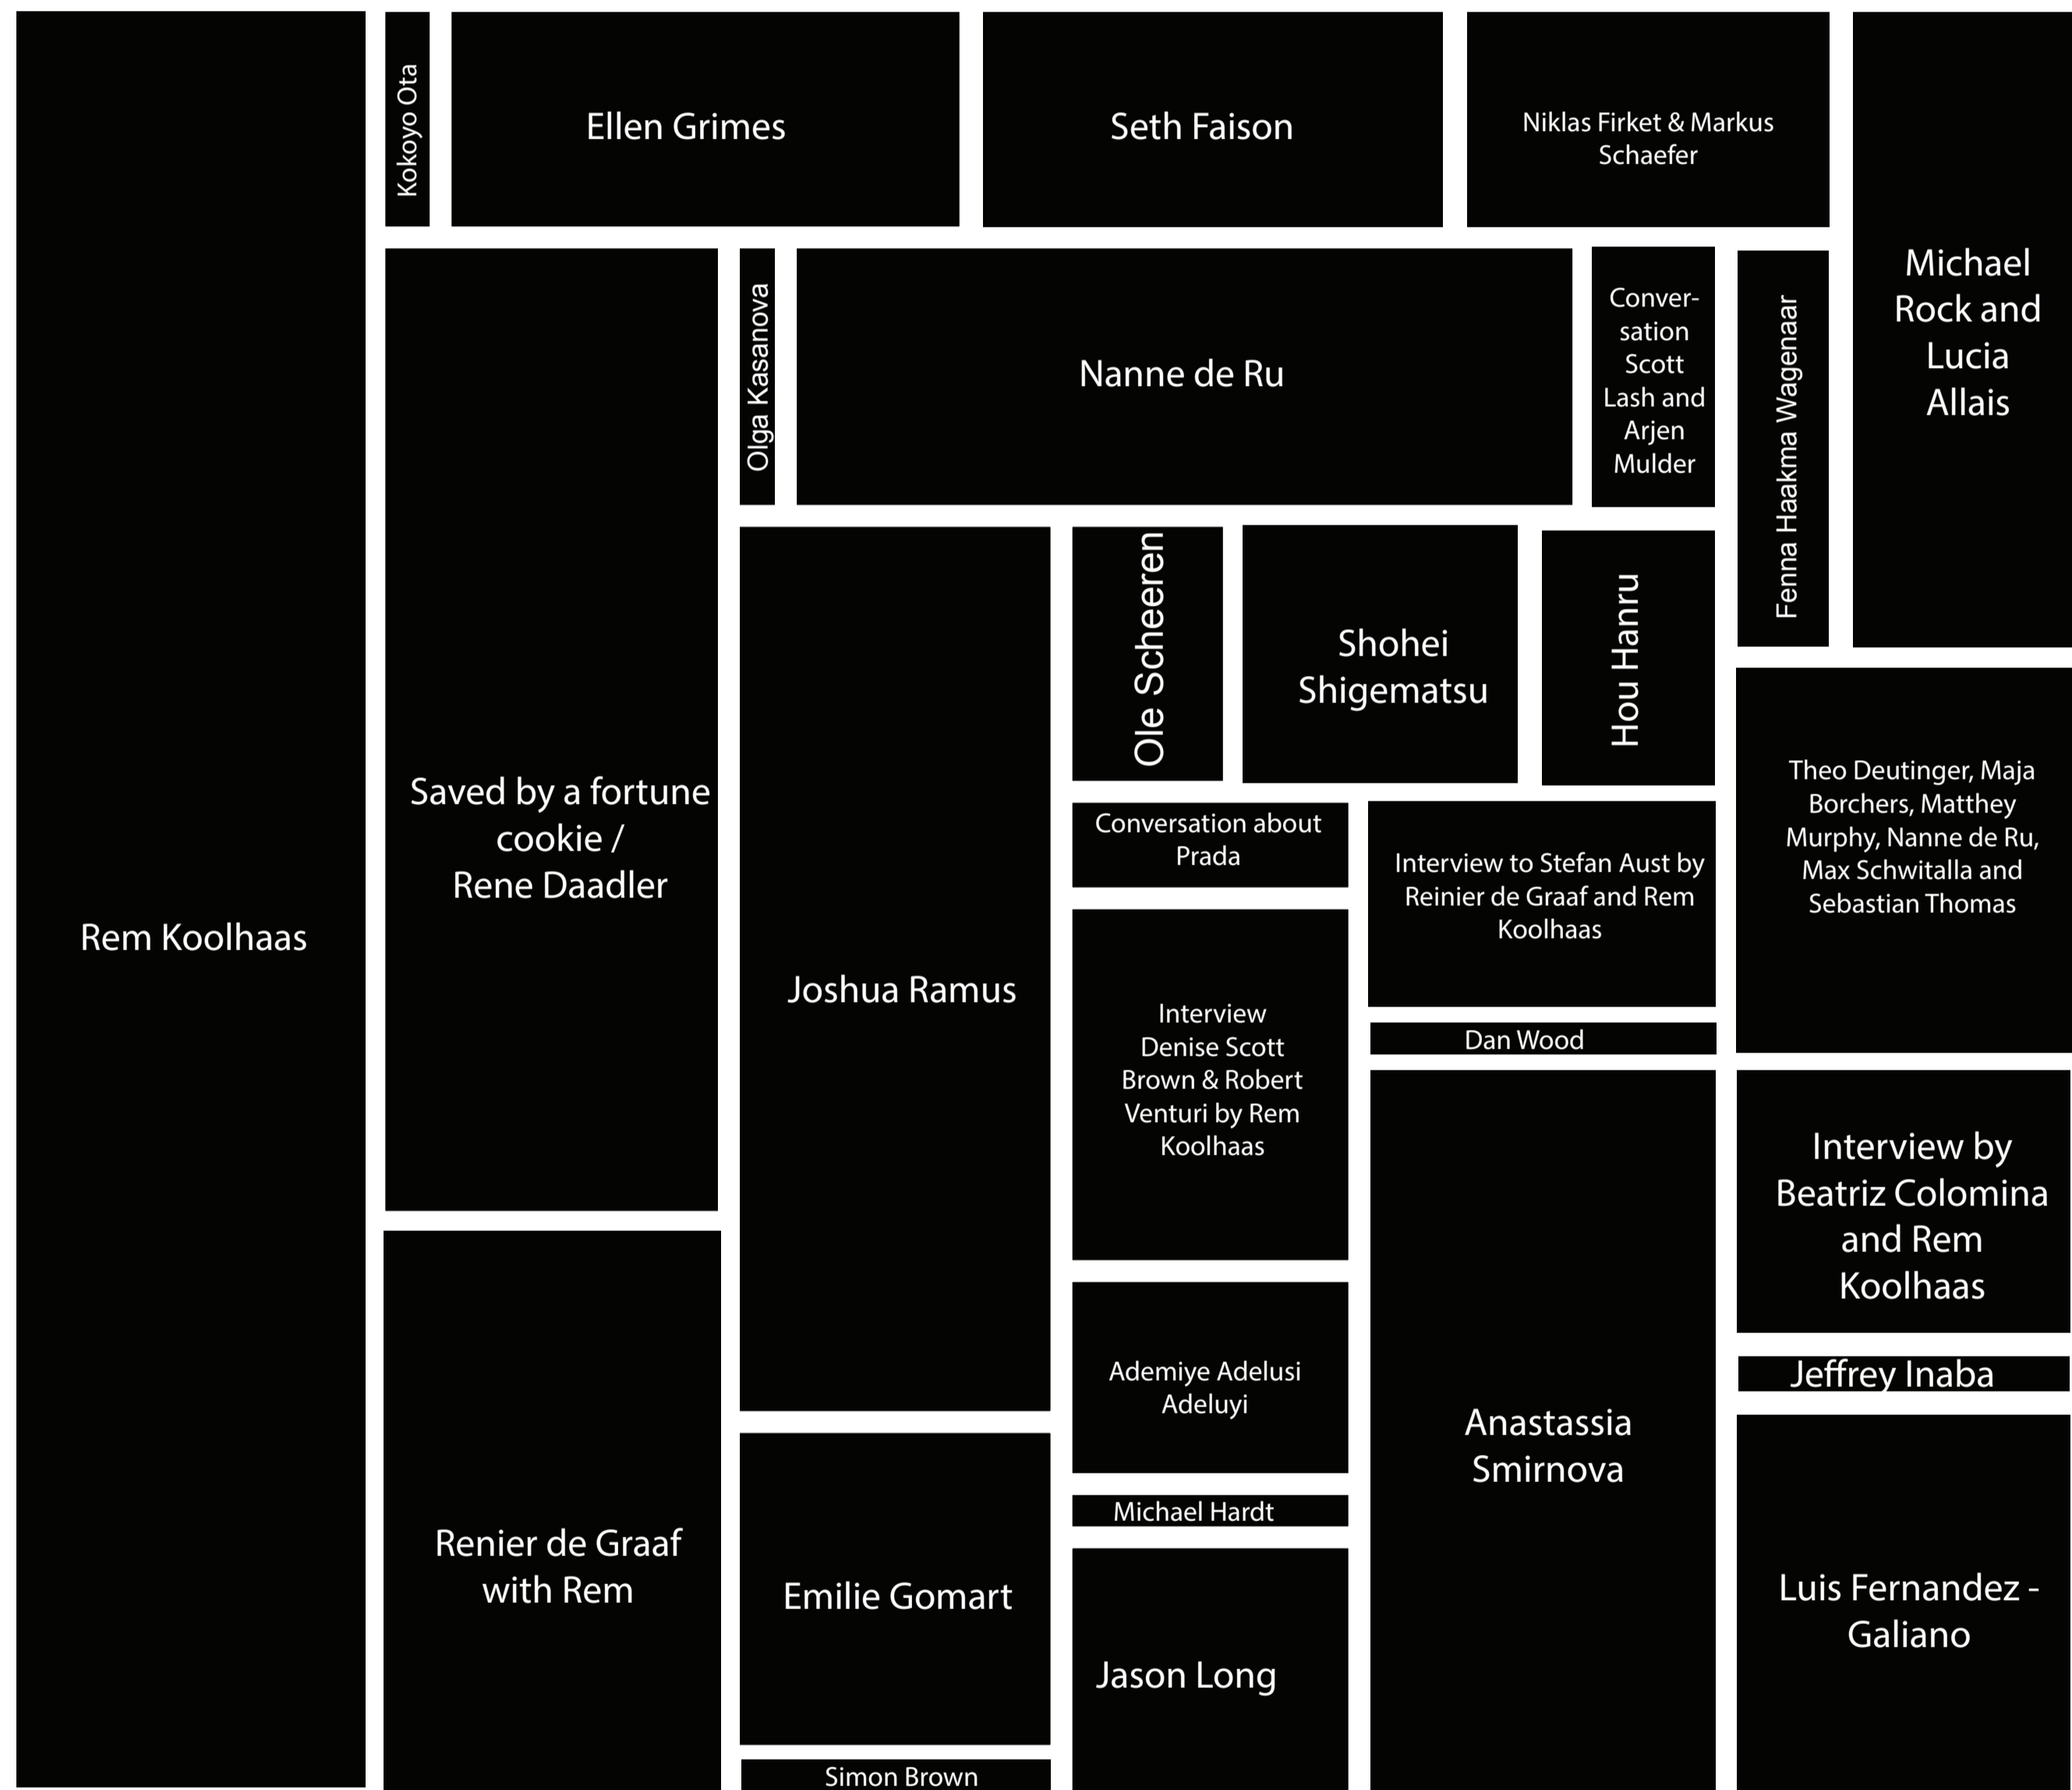 Rem Koolhaas
Kokoyo Ota
Ellen Grimes
Seth Faison
Niklas Firket & Markus
Schaefer
Michael
Rock and
Lucia
Allais
Saved by a fortune
cookie /
Rene Daadler
Olga Kasanova
Nanne de Ru
Conver-
sation
Scott
Lash and
Arjen
Mulder
Fenna Haakma Wagenaar
Joshua Ramus
Ole Scheeren
Shohei
Shigematsu
Hou Hanru
Theo Deutinger, Maja
Borchers, Matthey
Murphy, Nanne de Ru,
Max Schwitalla and
Sebastian Thomas
Conversation about
Prada
Interview to Stefan Aust by
Reinier de Graaf and Rem
Koolhaas
Interview
Denise Scott
Brown & Robert
Venturi by Rem
Koolhaas
Dan Wood
Anastassia
Smirnova
Interview by
Beatriz Colomina
and Rem
Koolhaas
Renier de Graaf
with Rem
Ademiye Adelusi
Adeluyi
Jeffrey Inaba
Emilie Gomart
Michael Hardt
Jason Long
Luis Fernandez -
Galiano
Simon Brown